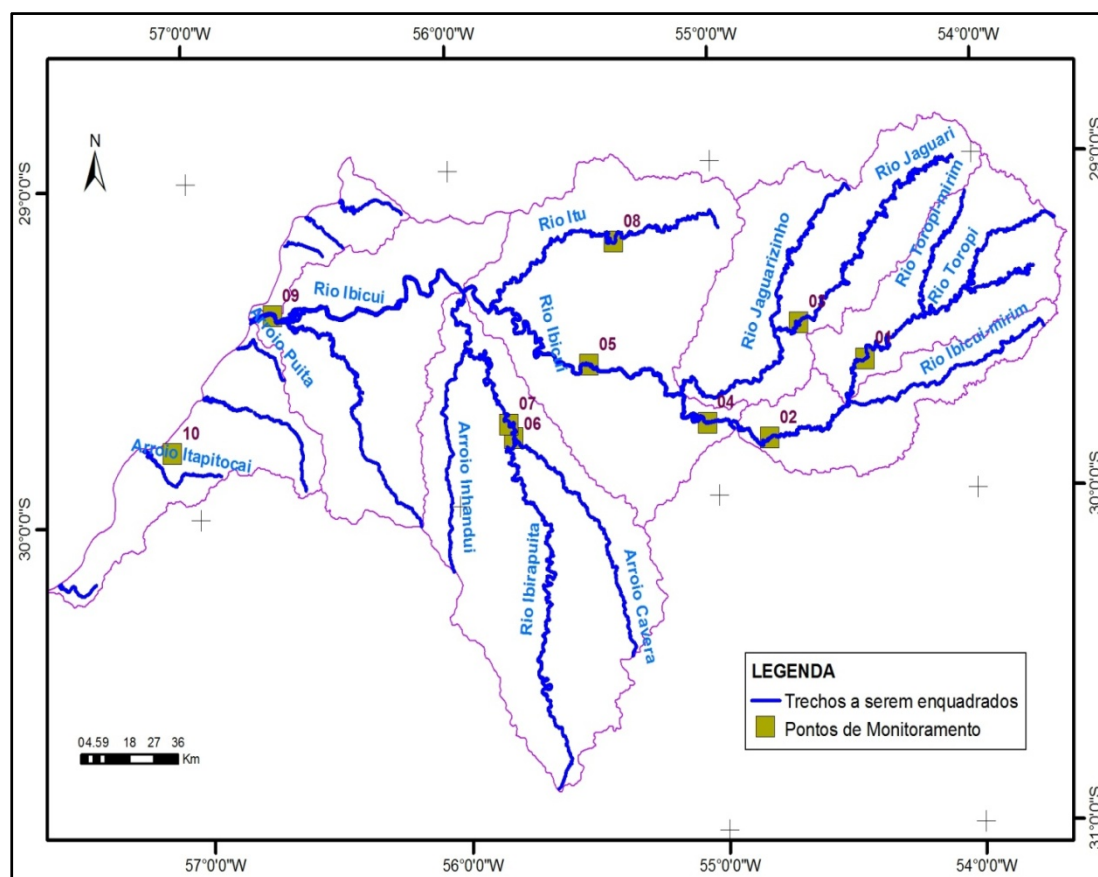 57°0'0"W 56°0'0"W 55°0'0"W 54°0'0"W
29°0'0"S
29°0'0"S
30°0'0"S
30°0'0"S
31°0'0"S
N
Rio Jaguari
Rio Toropi-mirim
Rio Jaguarizinho
Rio Itu
08
Rio Toropi
Rio Ibicui
09
03
Rio Ibicui-mirim
Arroio Puita
Rio Ibicui
01
05
07
06
04
02
10
Arroio Itapitocai
Arroio Inhandui
Rio Ibirapuita
Arroio Cavera
LEGENDA
Trechos a serem enquadrados
Pontos de Monitoramento
04.59 18 27 36
Km
57°0'0"W 56°0'0"W 55°0'0"W 54°0'0"W